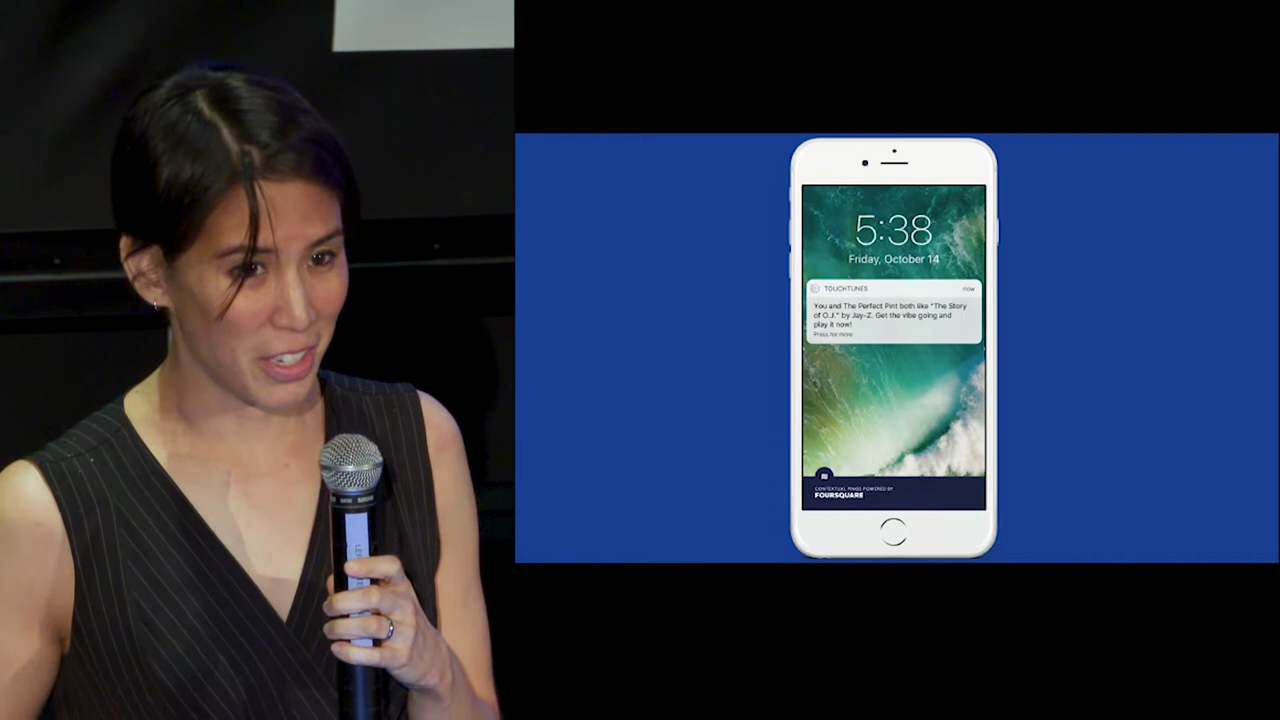 5:38
Friday, October 14
TOUCHTUNES now
You and The Perfect Pint both like "The Story
of O.J." by Jay-Z. Get the vibe going and
play it now!
Press for more
CONTEXTUAL PINGS POWERED BY
FOURSQUARE